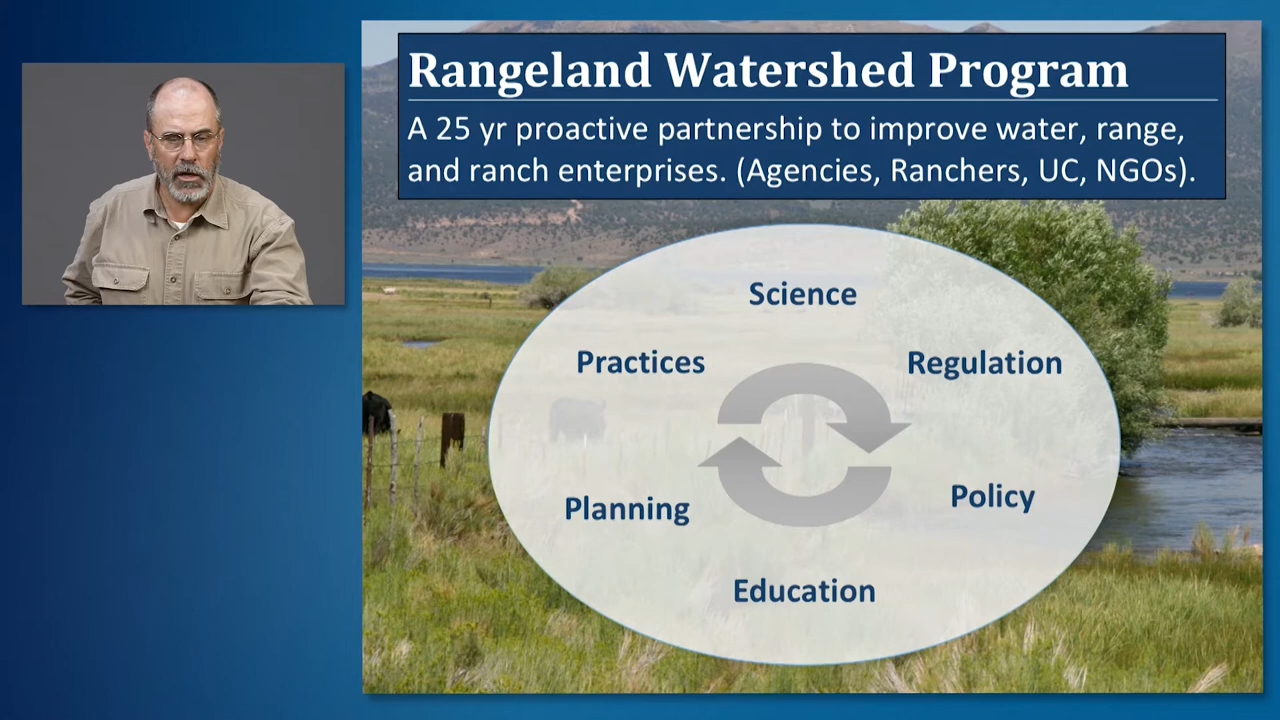 Rangeland Watershed Program
A 25 yr proactive partnership to improve water, range,
and ranch enterprises. (Agencies, Ranchers, UC, NGOs).
Science
Practices
Regulation
Planning
Policy
Education